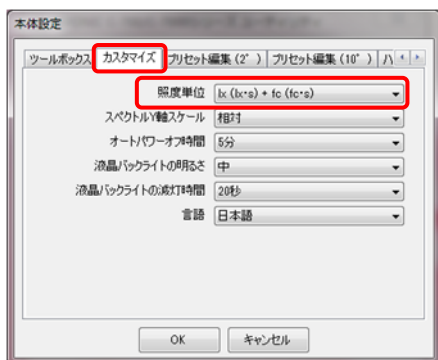 本体設定
ツールボックス カスタマイズ プリセット編集 (2°) プリセット編集 (10°) ハ
照度単位 lx (lx・s) + fc (fc・s)
スペクトルY軸スケール 相対
オートパワーオフ時間 5分
液晶バックライトの明るさ 中
液晶バックライトの減灯時間 20秒
言語 日本語
OK キャンセル